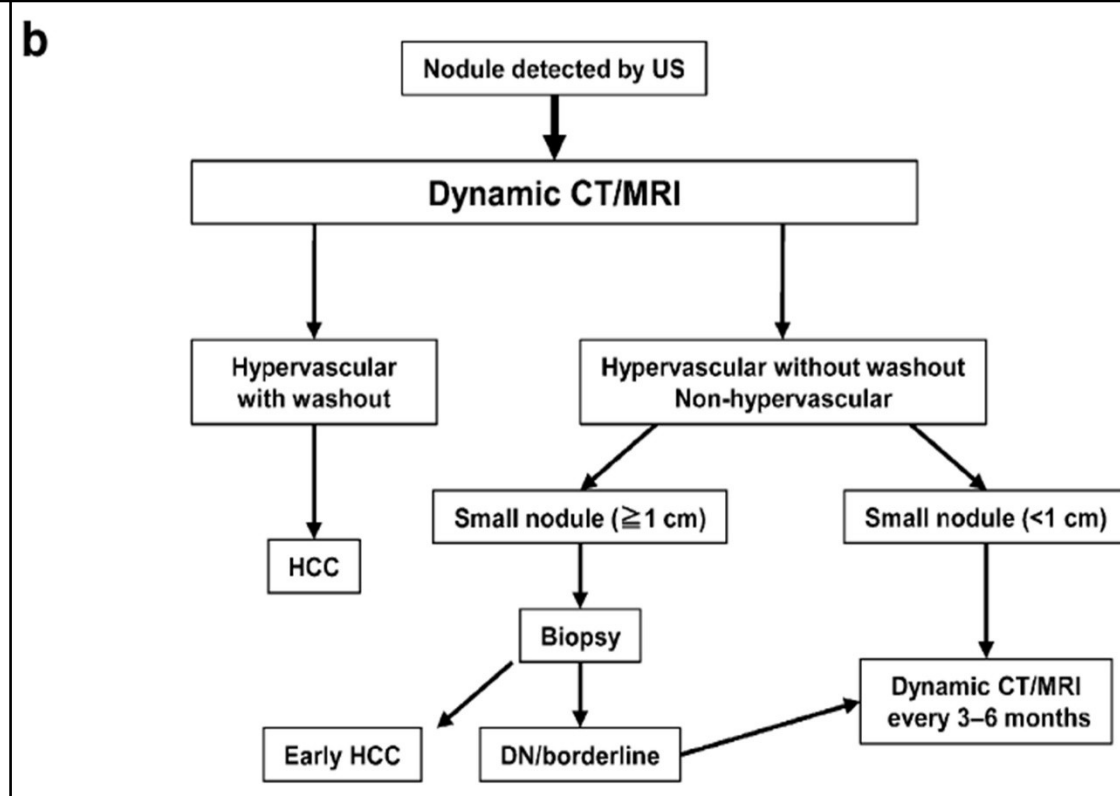 b
Nodule detected by US
Dynamic CT/MRI
Hypervascular
with washout
Hypervascular without washout
Non-hypervascular
Small nodule (≧1 cm)
Small nodule (<1 cm)
HCC
Biopsy
Dynamic CT/MRI
every 3–6 months
Early HCC
DN/borderline